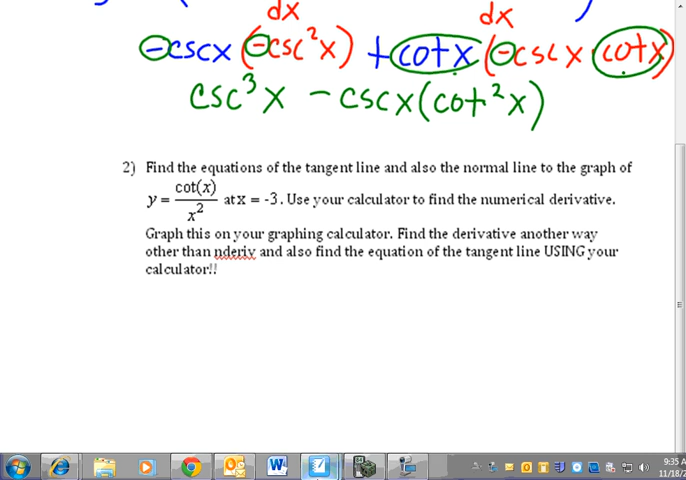 dx dx
-cscx (-csc²x) + cotx (-cscx cotx)
csc³x - cscx(cot²x)
2) Find the equations of the tangent line and also the normal line to the graph of
y = cot(x)/x² at x = -3. Use your calculator to find the numerical derivative.
Graph this on your graphing calculator. Find the derivative another way
other than nderiv and also find the equation of the tangent line USING your
calculator!!
9:35 A
11/18/2